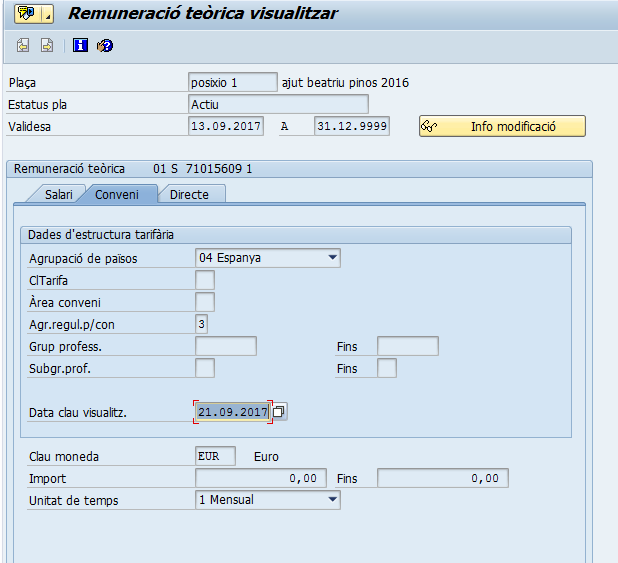 Remuneració teòrica visualitzar
Plaça posixio 1 ajut beatriu pinos 2016
Estatus pla Actiu
Validesa 13.09.2017 A 31.12.9999 Info modificació
Remuneració teòrica 01 S 71015609 1
Salari Conveni Directe
Dades d'estructura tarifària
Agrupació de països 04 Espanya
ClTarifa
Àrea conveni
Agr.regul.p/con 3
Grup profess. Fins
Subgr.prof. Fins
Data clau visualitz. 21.09.2017
Clau moneda EUR Euro
Import 0,00 Fins 0,00
Unitat de temps 1 Mensual